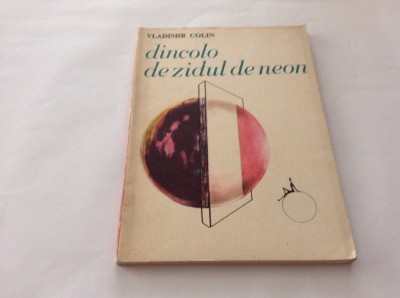 VLADIMIR COLIN
dincolo
de zidul de neon